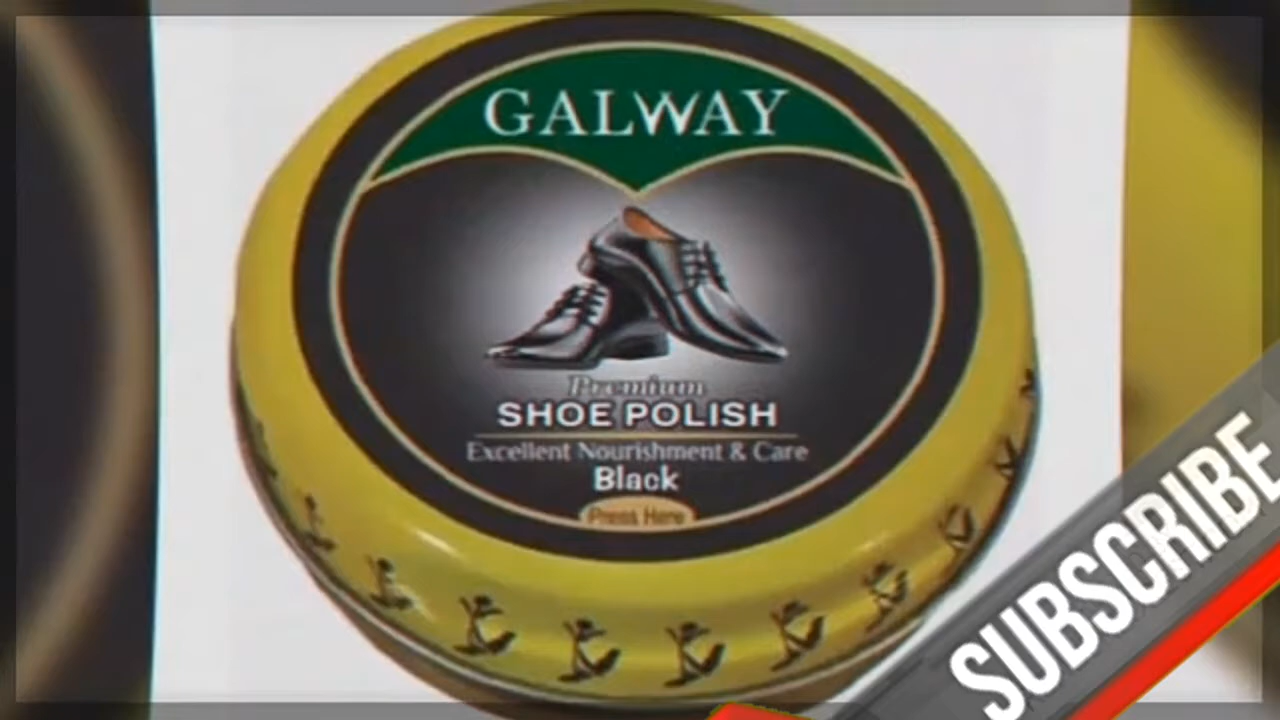 GALWAY
Premium
SHOE POLISH
Excellent Nourishment & Care
Black
Press Here
SUBSCRIBE